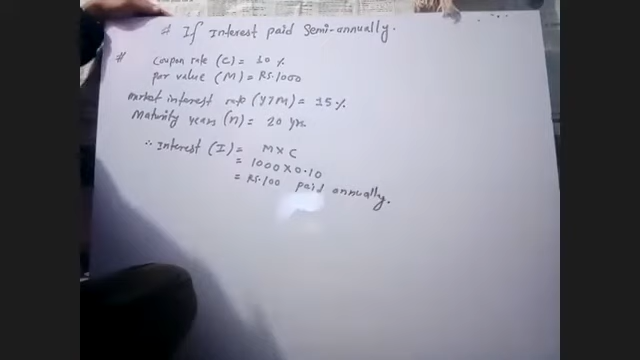 # If Interest paid Semi-annually.
# Coupon rate (C) = 10 %
par value (M) = RS.1000
market interest rate (YTM) = 15 %
Maturity years (n) = 20 yrs.
∴ Interest (I) = M X C
= 1000 X 0.10
= RS.100 paid annually.